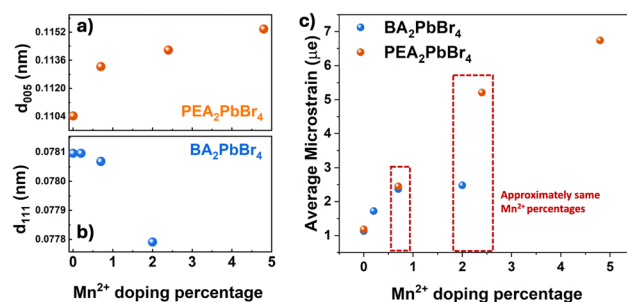 a)
d005 (nm)
0.1152
0.1136
0.1120
0.1104
PEA2PbBr4
b)
d111 (nm)
0.0781
0.0780
0.0779
0.0778
BA2PbBr4
0 1 2 3 4 5
Mn2+ doping percentage
c)
BA2PbBr4
PEA2PbBr4
Average Microstrain (με)
7
6
5
4
3
2
1
Approximately same
Mn2+ percentages
0 1 2 3 4 5
Mn2+ doping percentage